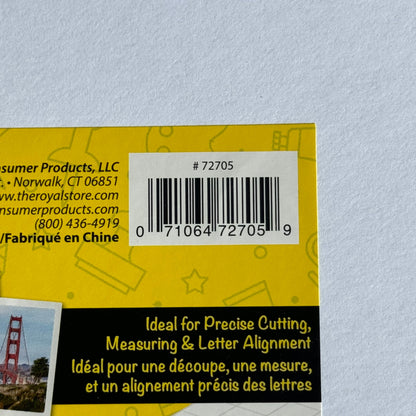 nsumer Products, LLC
• Norwalk, CT 06851
www.theroyalstore.com
nsumerproducts.com
(800) 436-4919
/Fabriqué en Chine
# 72705
0 71064 72705 9
Ideal for Precise Cutting,
Measuring & Letter Alignment
Idéal pour une découpe, une mesure,
et un alignement précis des lettres